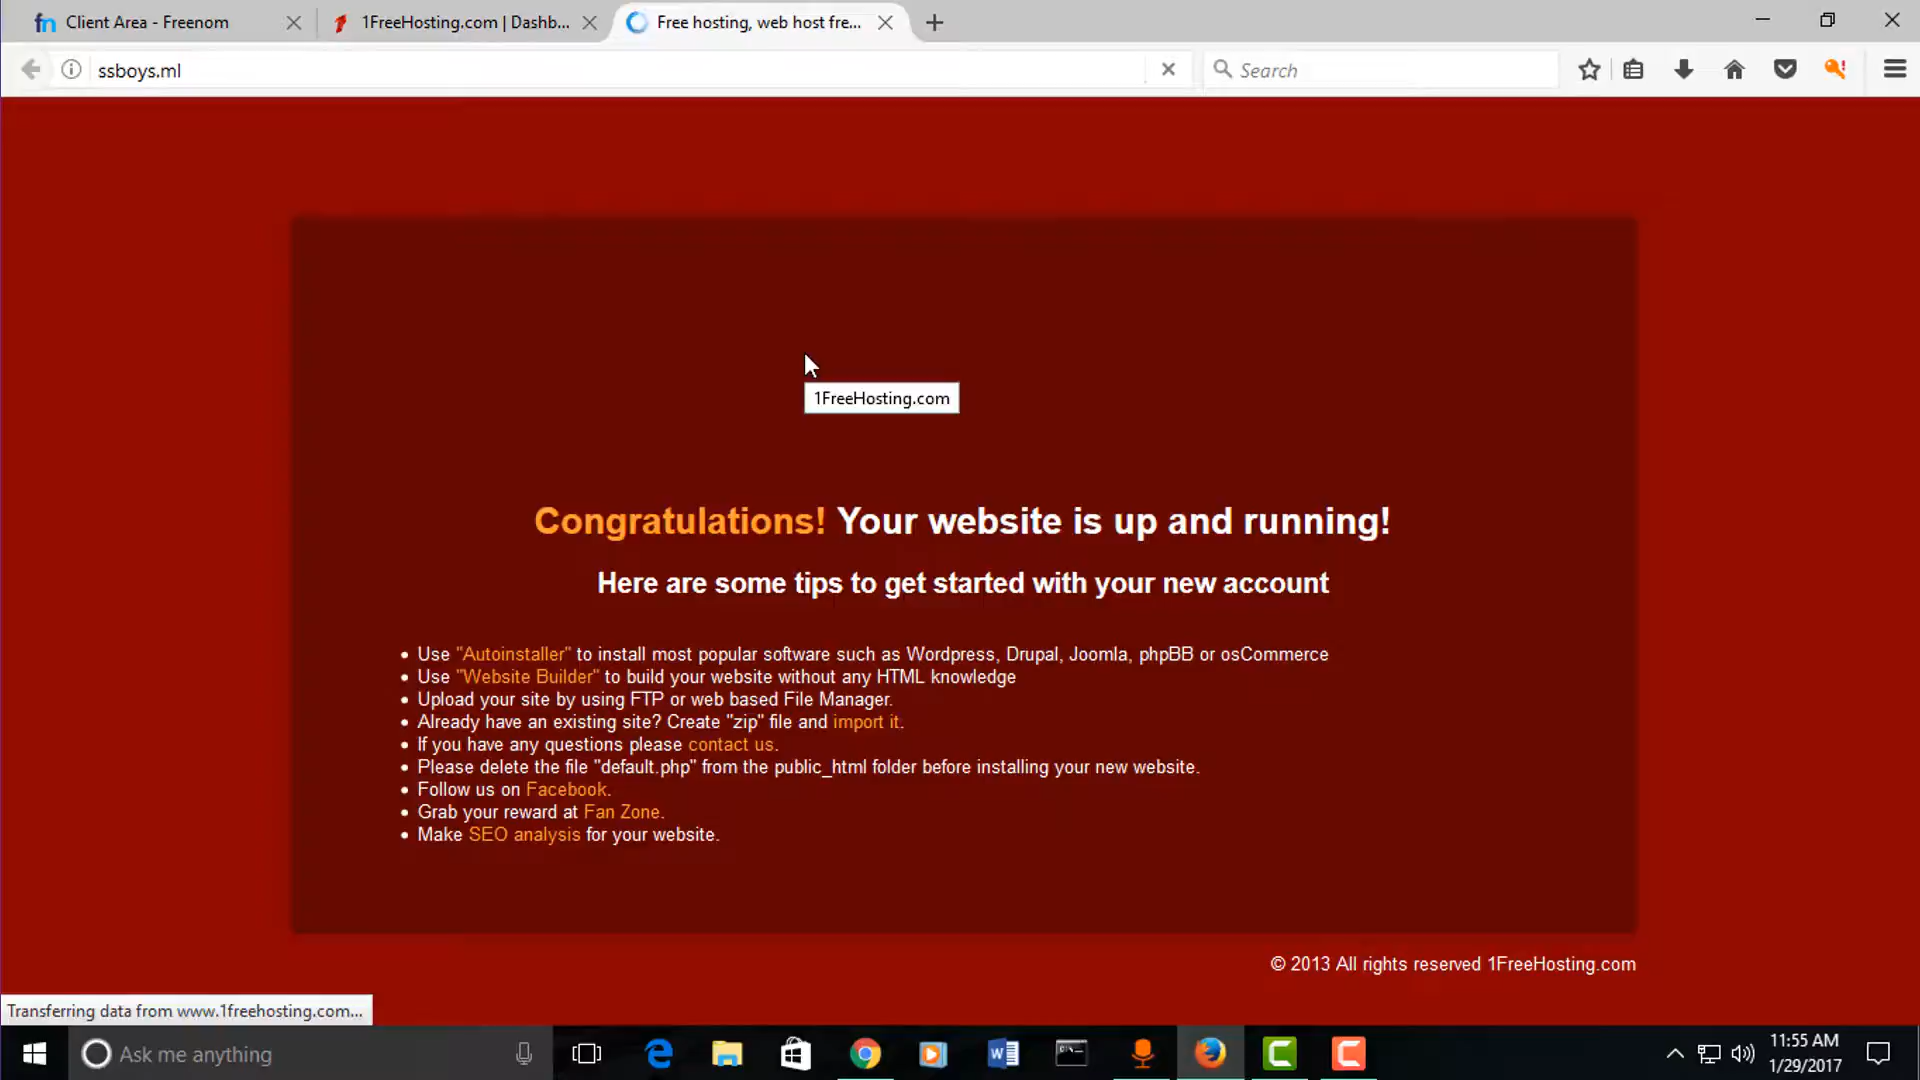 Client Area - Freenom
1FreeHosting.com | Dashb...
Free hosting, web host fre...
ssboys.ml
Search
1FreeHosting.com
Congratulations! Your website is up and running!
Here are some tips to get started with your new account
• Use "Autoinstaller" to install most popular software such as Wordpress, Drupal, Joomla, phpBB or osCommerce
• Use "Website Builder" to build your website without any HTML knowledge
• Upload your site by using FTP or web based File Manager.
• Already have an existing site? Create "zip" file and import it.
• If you have any questions please contact us.
• Please delete the file "default.php" from the public_html folder before installing your new website.
• Follow us on Facebook.
• Grab your reward at Fan Zone.
• Make SEO analysis for your website.
© 2013 All rights reserved 1FreeHosting.com
Transferring data from www.1freehosting.com...
Ask me anything
11:55 AM
1/29/2017